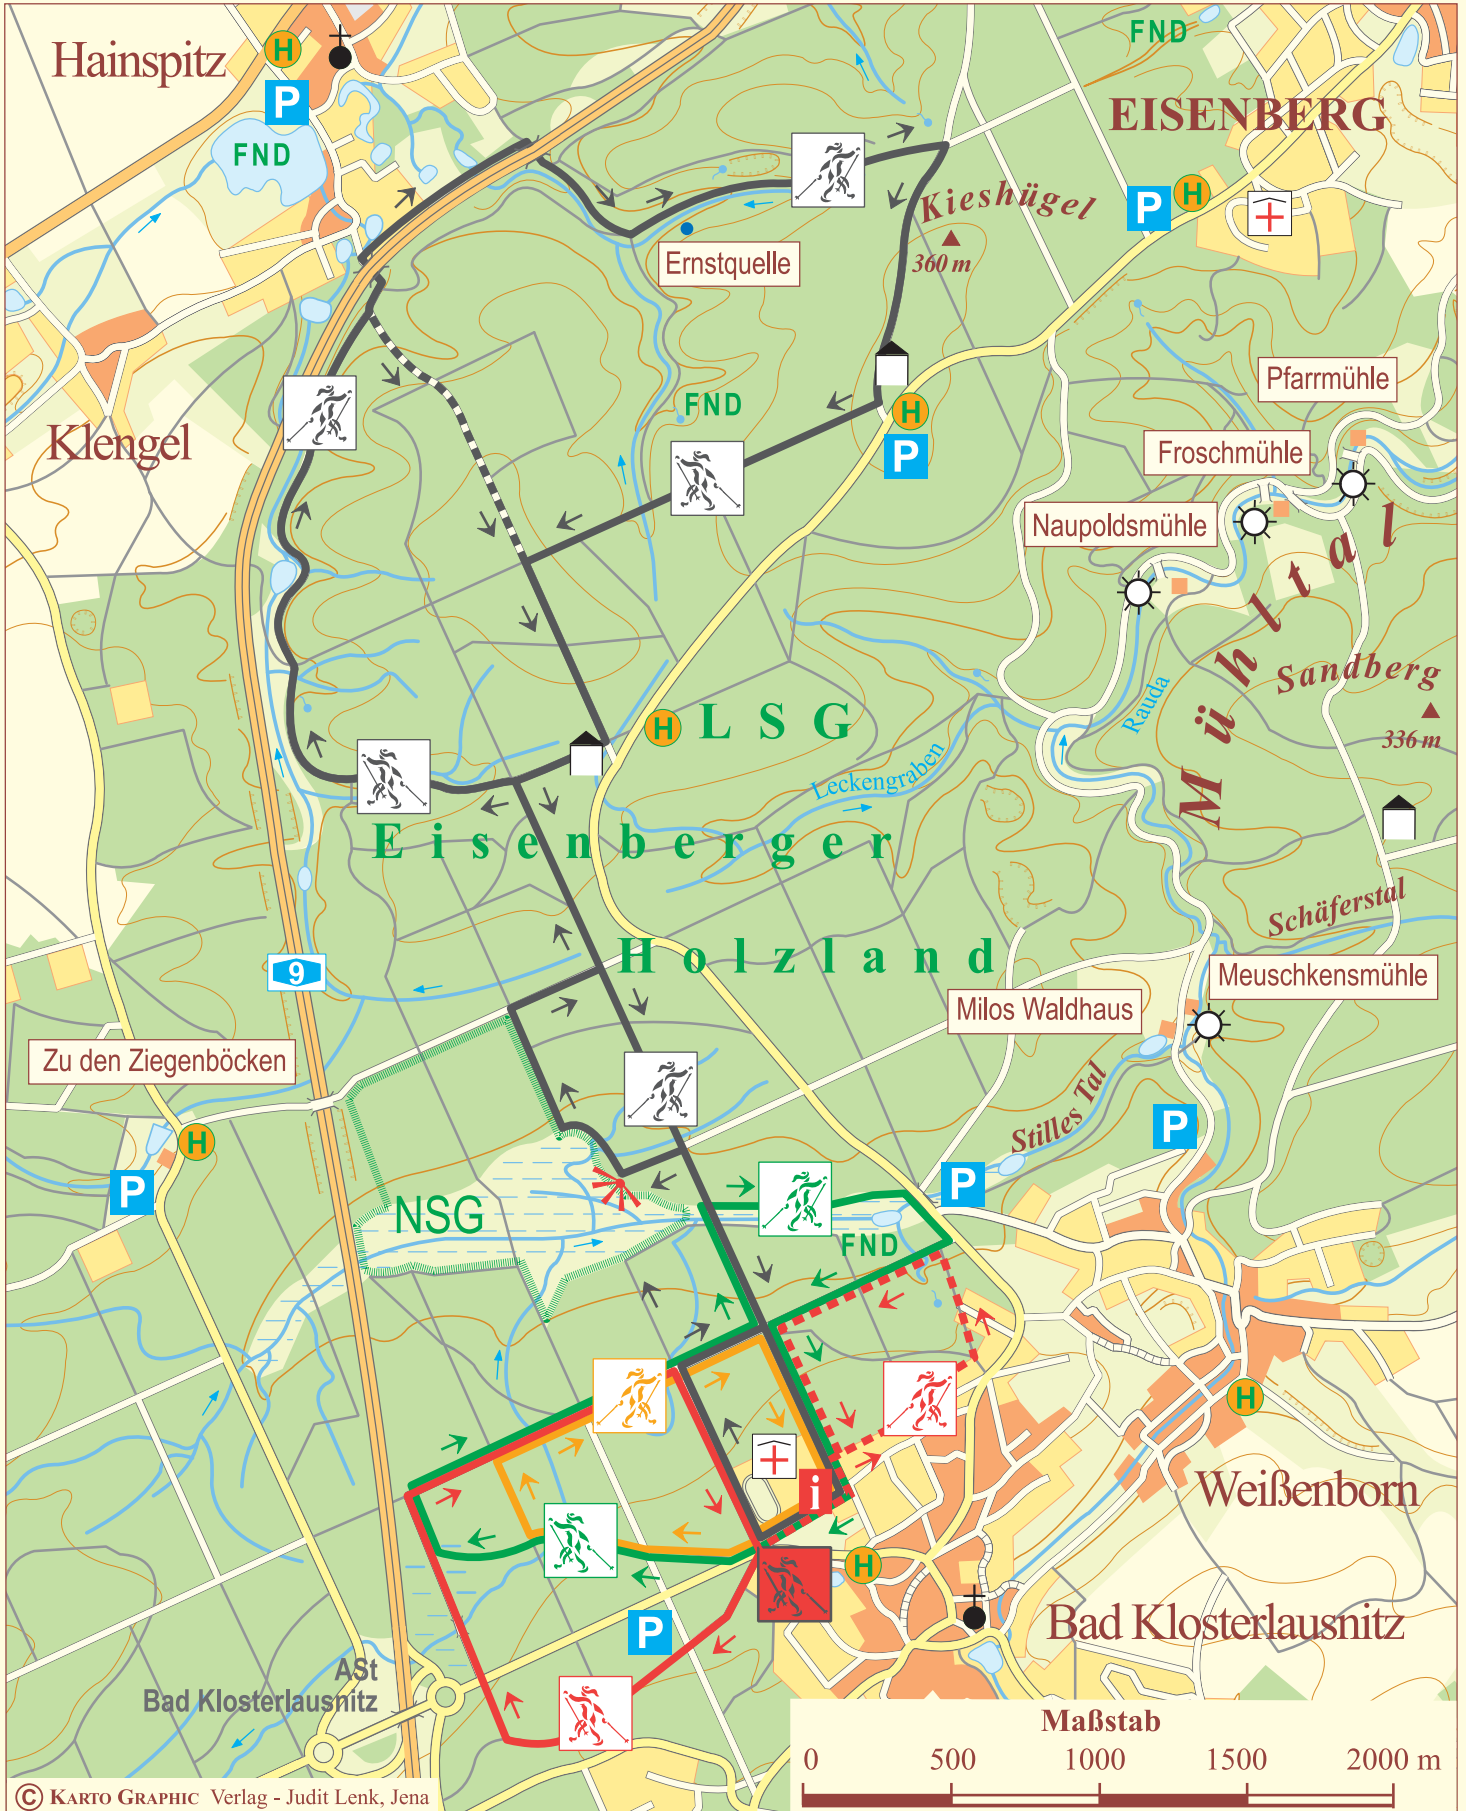 Hainspitz
H
P
FND
FND
EISENBERG
P
H
Kieshügel
360 m
Ernstquelle
Klengel
FND
H
P
Pfarrmühle
Froschmühle
Naupoldsmühle
Mühltal
Sandberg
336 m
Rauda
H
LSG
Leckengraben
Eisenberger
Holzland
Schäferstal
9
Meuschkensmühle
Milos Waldhaus
Zu den Ziegenböcken
Stilles Tal
H
P
P
P
NSG
FND
H
i
Weißenborn
H
P
Bad Klosterlausnitz
ASt
Bad Klosterlausnitz
Maßstab
0 500 1000 1500 2000 m
© KARTO GRAPHIC Verlag - Judit Lenk, Jena